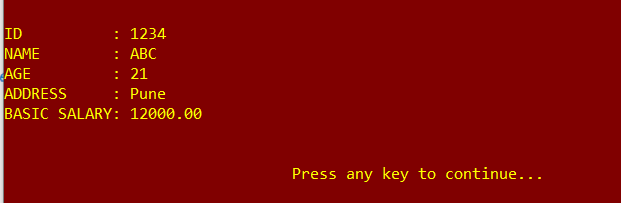 ID          : 1234
NAME        : ABC
AGE         : 21
ADDRESS     : Pune
BASIC SALARY: 12000.00
Press any key to continue...